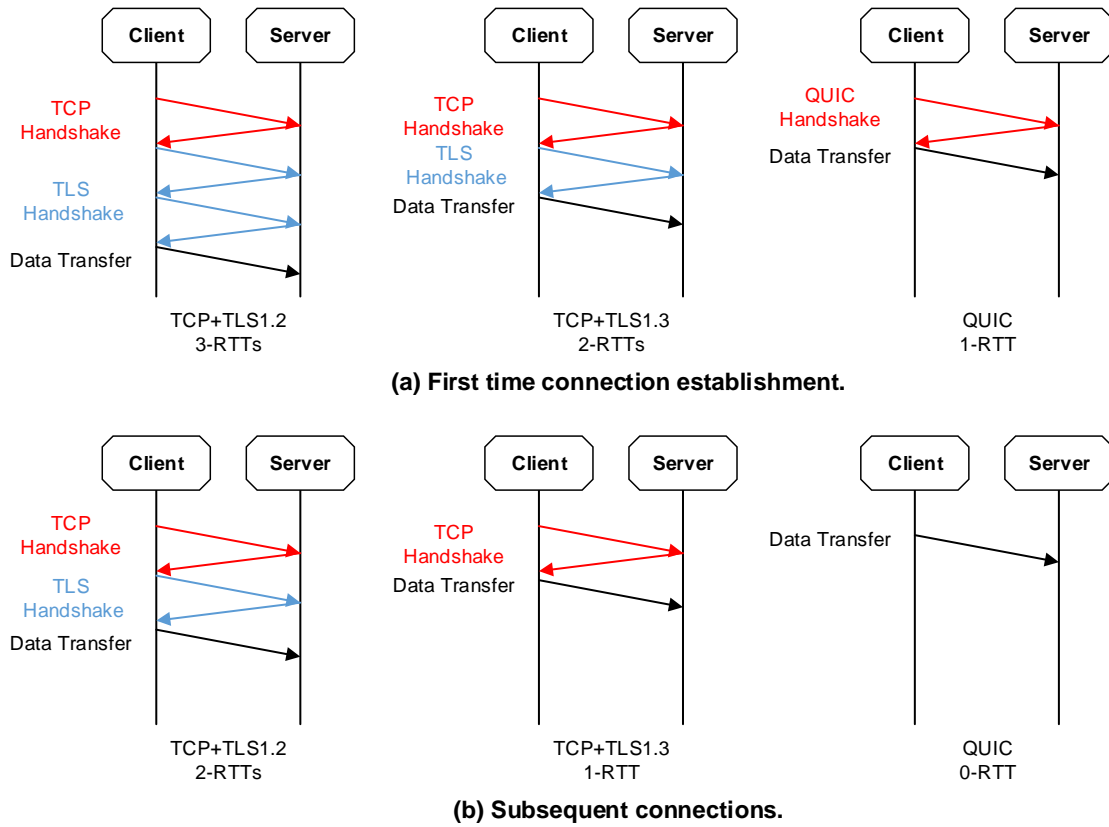 Client
Server
TCP
Handshake
TLS
Handshake
Data Transfer
TCP+TLS1.2
3-RTTs
Client
Server
TCP
Handshake
TLS
Handshake
Data Transfer
TCP+TLS1.3
2-RTTs
Client
Server
QUIC
Handshake
Data Transfer
QUIC
1-RTT
(a) First time connection establishment.
Client
Server
TCP
Handshake
TLS
Handshake
Data Transfer
TCP+TLS1.2
2-RTTs
Client
Server
TCP
Handshake
Data Transfer
TCP+TLS1.3
1-RTT
Client
Server
Data Transfer
QUIC
0-RTT
(b) Subsequent connections.